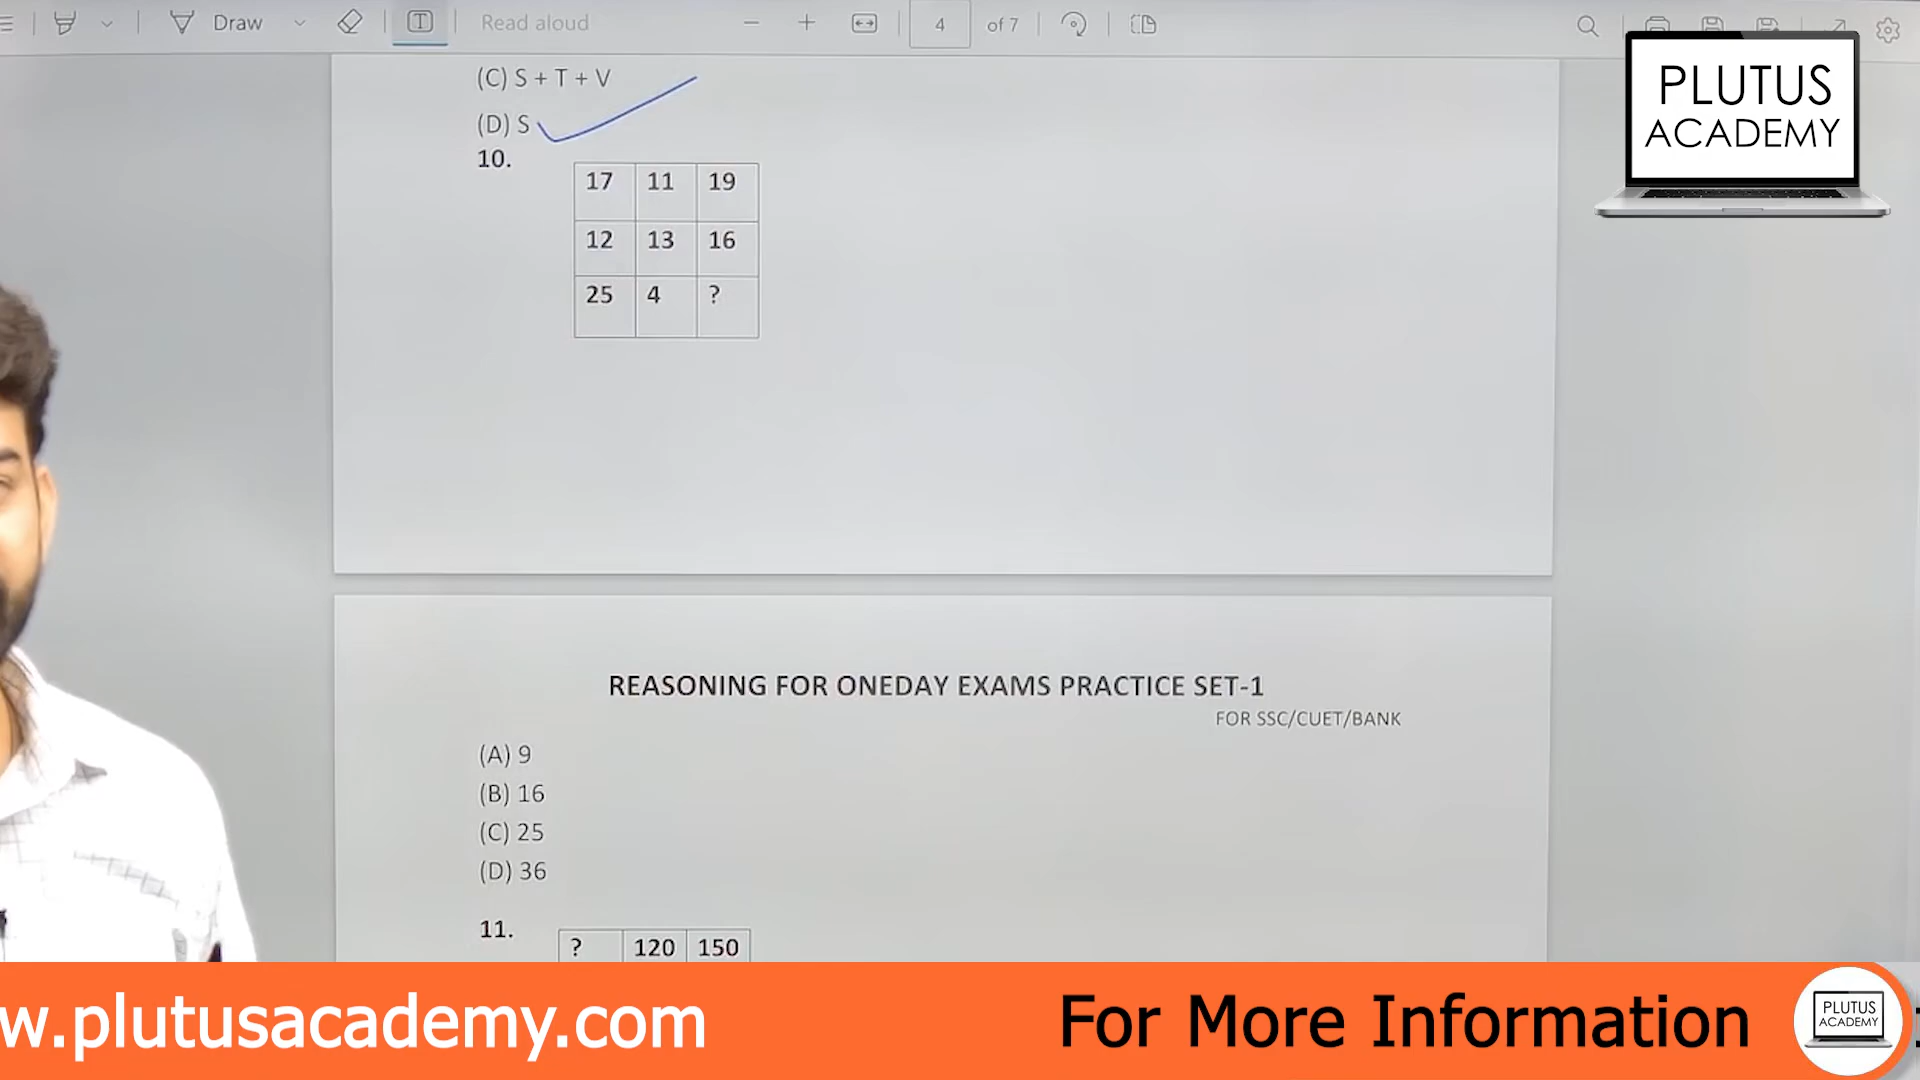 Draw
Read aloud
4
of 7
PLUTUS
ACADEMY
(C) S + T + V
(D) S
10.
17 11 19
12 13 16
25 4 ?
REASONING FOR ONEDAY EXAMS PRACTICE SET-1
FOR SSC/CUET/BANK
(A) 9
(B) 16
(C) 25
(D) 36
11.
? 120 150
w.plutusacademy.com
For More Information
PLUTUS
ACADEMY